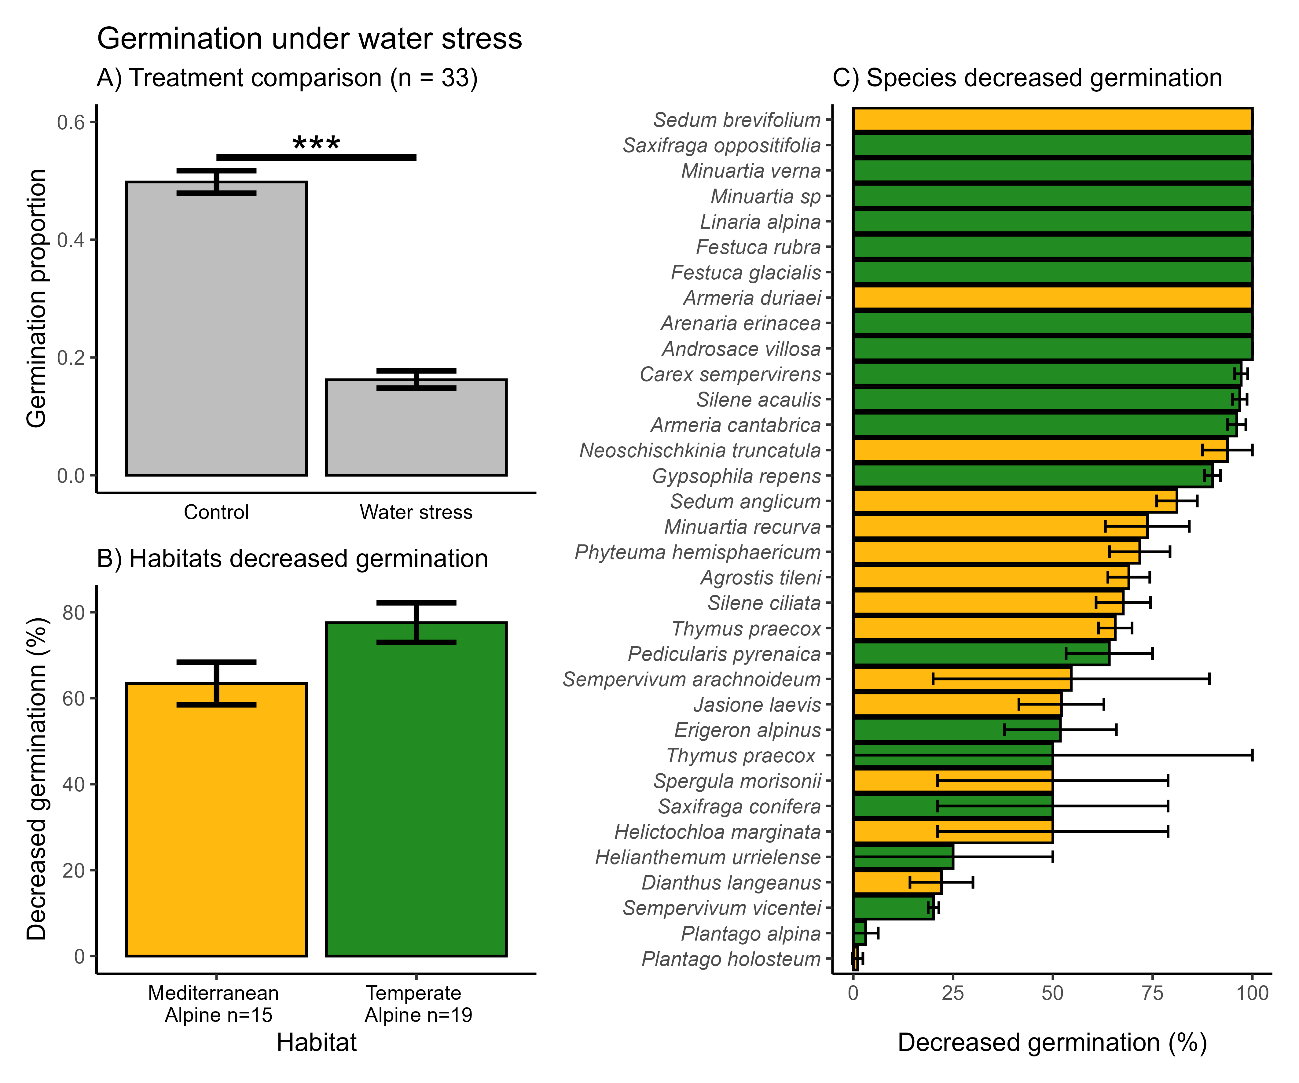 Germination under water stress
A) Treatment comparison (n = 33)
Germination proportion
0.6
0.4
0.2
0.0
***
Control
Water stress
B) Habitats decreased germination
Decreased germinationn (%)
80
60
40
20
0
Mediterranean
Alpine n=15
Temperate
Alpine n=19
Habitat
C) Species decreased germination
Sedum brevifolium
Saxifraga oppositifolia
Minuartia verna
Minuartia sp
Linaria alpina
Festuca rubra
Festuca glacialis
Armeria duriaei
Arenaria erinacea
Androsace villosa
Carex sempervirens
Silene acaulis
Armeria cantabrica
Neoschischkinia truncatula
Gypsophila repens
Sedum anglicum
Minuartia recurva
Phyteuma hemisphaericum
Agrostis tileni
Silene ciliata
Thymus praecox
Pedicularis pyrenaica
Sempervivum arachnoideum
Jasione laevis
Erigeron alpinus
Thymus praecox
Spergula morisonii
Saxifraga conifera
Helictochloa marginata
Helianthemum urrielense
Dianthus langeanus
Sempervivum vicentei
Plantago alpina
Plantago holosteum
0
25
50
75
100
Decreased germination (%)